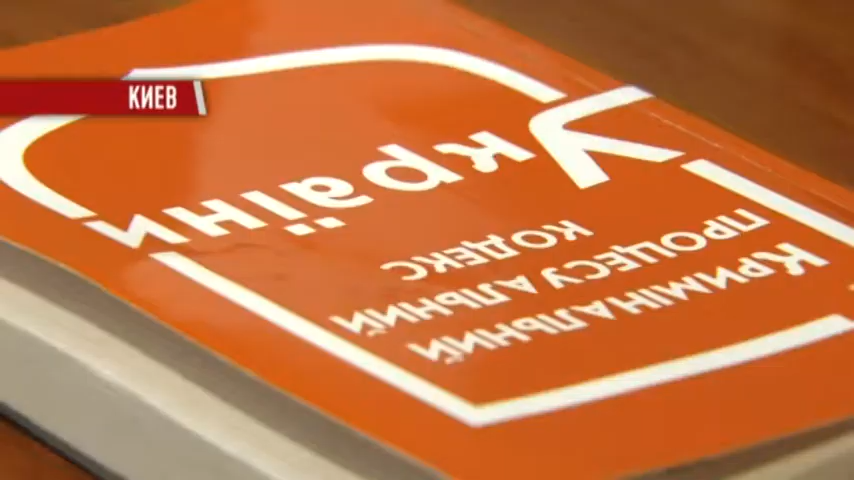 КИЕВ
Кримінальний
процесуальний
кодекс
України